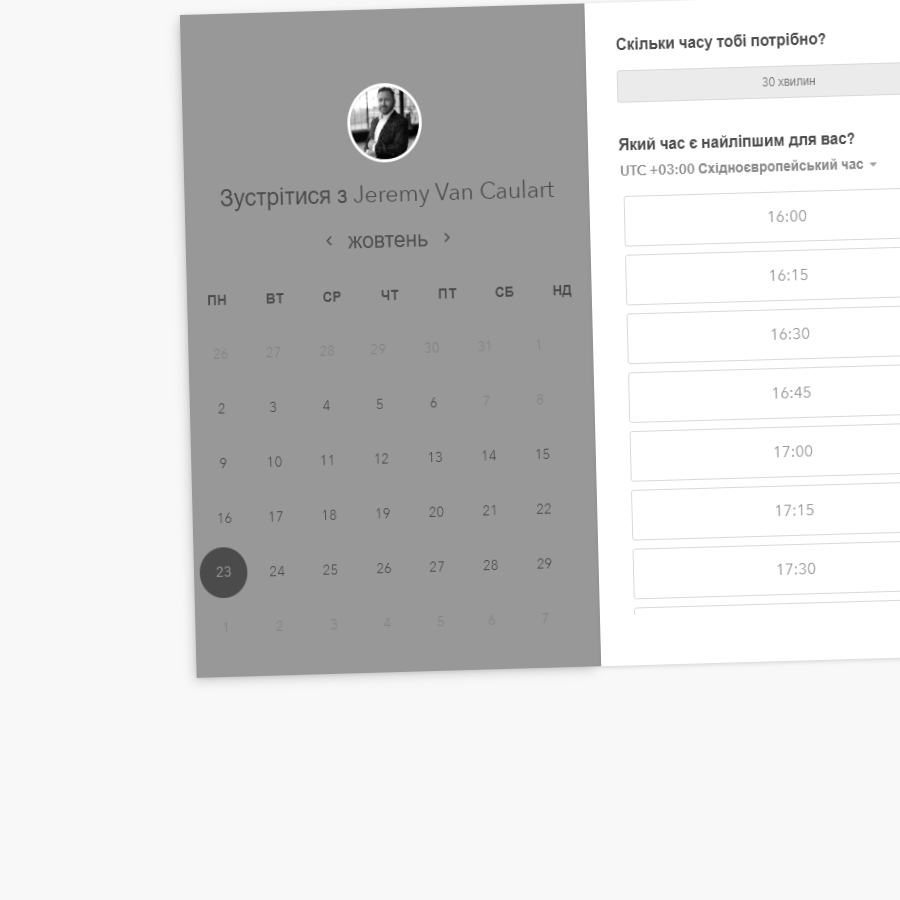 Зустрітися з Jeremy Van Caulart
жовтень
ПН ВТ СР ЧТ ПТ СБ НД
26 27 28 29 30 31 1
2 3 4 5 6 7 8
9 10 11 12 13 14 15
16 17 18 19 20 21 22
23 24 25 26 27 28 29
1 2 3 4 5 6 7
Скільки часу тобі потрібно?
30 хвилин
Який час є найліпшим для вас?
UTC +03:00 Східноєвропейський час
16:00
16:15
16:30
16:45
17:00
17:15
17:30